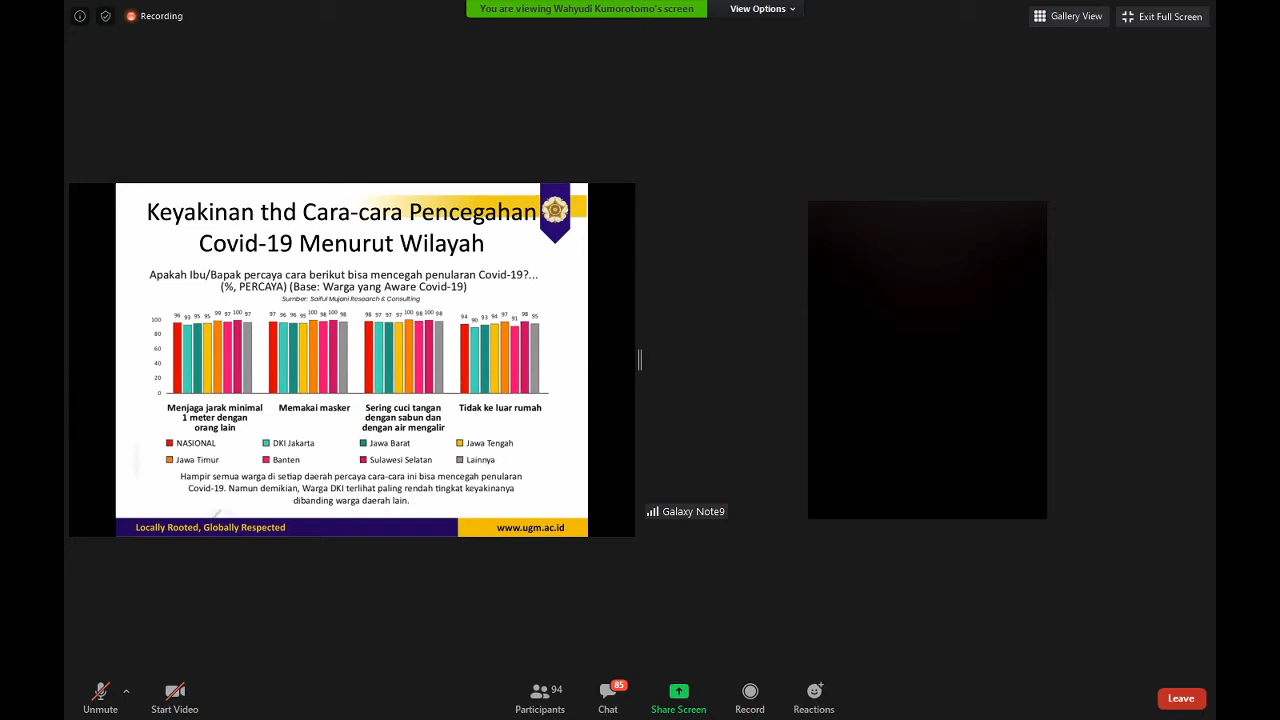 Recording
You are viewing Wahyudi Kumorotomo's screen
View Options
Gallery View
Exit Full Screen
Keyakinan thd Cara-cara Pencegahan
Covid-19 Menurut Wilayah
Apakah Ibu/Bapak percaya cara berikut bisa mencegah penularan Covid-19?...
(%, PERCAYA) (Base: Warga yang Aware Covid-19)
Sumber: Saiful Mujani Research & Consulting
100
80
60
40
20
0
96 93 95 95 99 97 100 97
97 96 96 95 100 98 100 98
98 97 97 97 100 98 100 98
94 90 93 94 97 91 98 95
Menjaga jarak minimal
1 meter dengan
orang lain
Memakai masker
Sering cuci tangan
dengan sabun dan
dengan air mengalir
Tidak ke luar rumah
NASIONAL DKI Jakarta Jawa Barat Jawa Tengah
Jawa Timur Banten Sulawesi Selatan Lainnya
Hampir semua warga di setiap daerah percaya cara-cara ini bisa mencegah penularan
Covid-19. Namun demikian, Warga DKI terlihat paling rendah tingkat keyakinanya
dibanding warga daerah lain.
Locally Rooted, Globally Respected
www.ugm.ac.id
Galaxy Note9
Unmute
Start Video
94
Participants
85
Chat
Share Screen
Record
Reactions
Leave